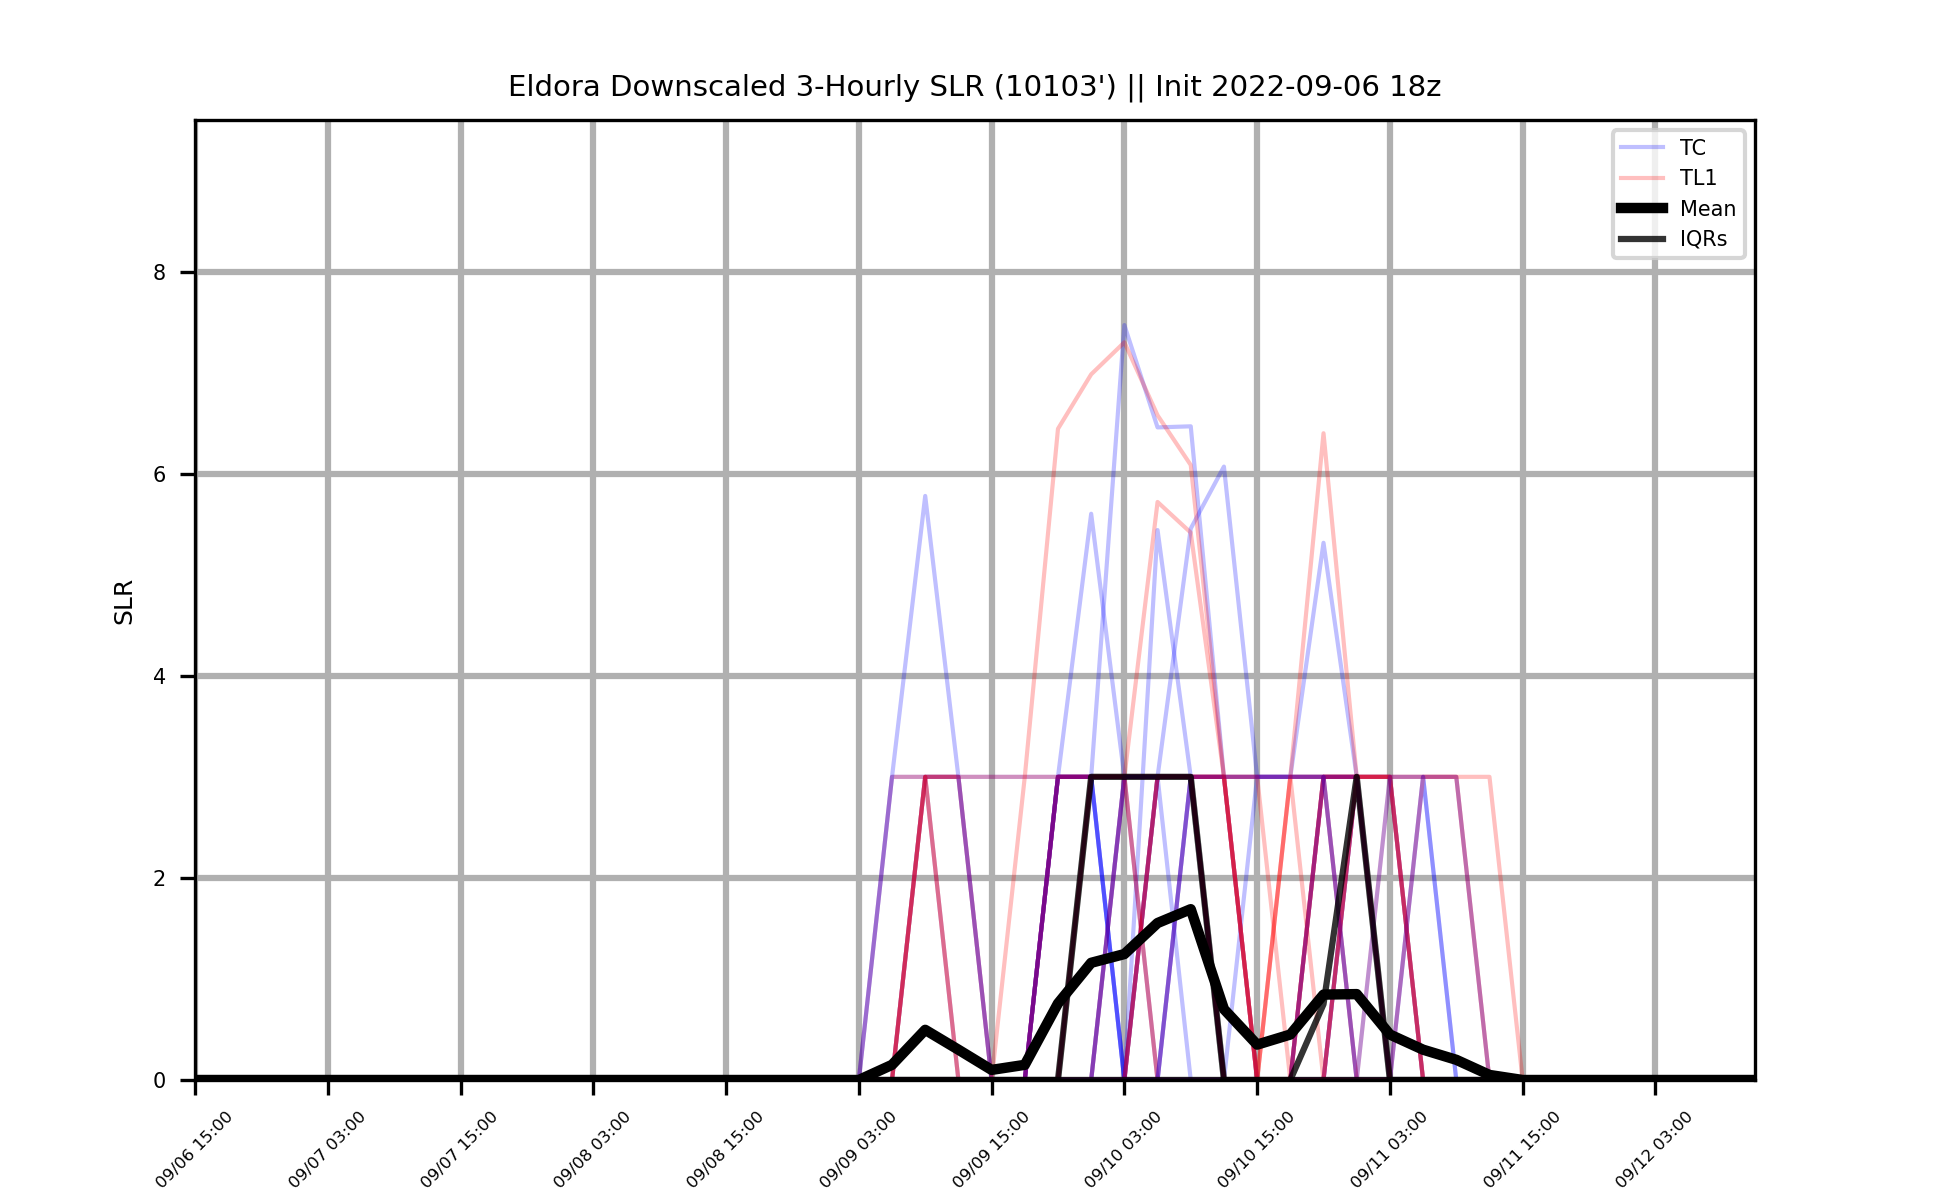 Eldora Downscaled 3-Hourly SLR (10103') || Init 2022-09-06 18z
TC
TL1
Mean
IQRs
SLR
8
6
4
2
0
09/06 15:00
09/07 03:00
09/07 15:00
09/08 03:00
09/08 15:00
09/09 03:00
09/09 15:00
09/10 03:00
09/10 15:00
09/11 03:00
09/11 15:00
09/12 03:00